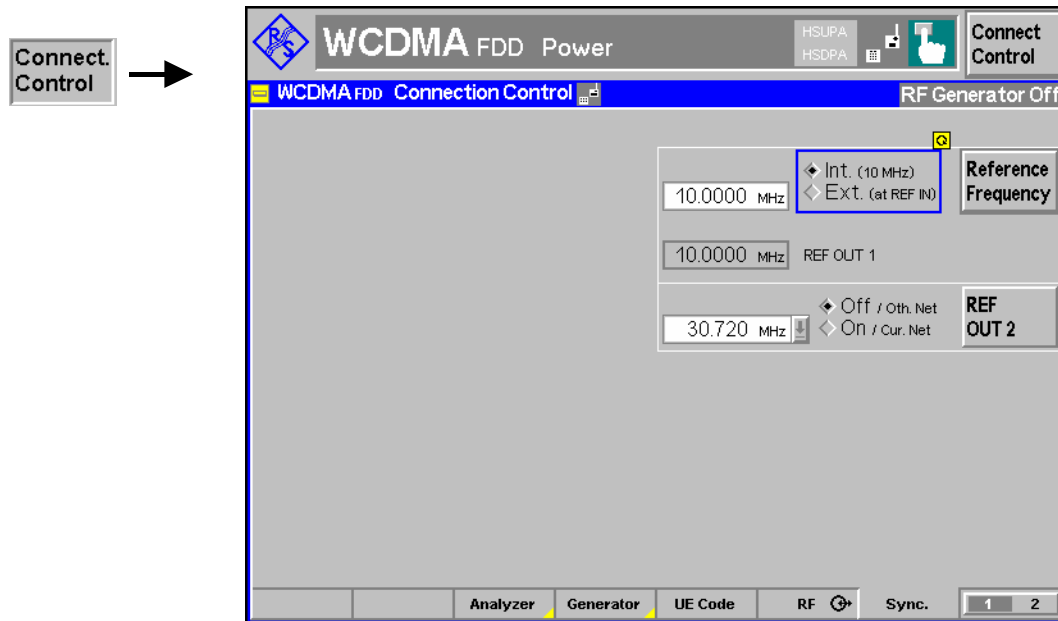 Connect.
Control
R S
WCDMA FDD Power
HSUPA
HSDPA
Connect
Control
WCDMA FDD Connection Control
RF Generator Off
10.0000 MHz
Int. (10 MHz)
Ext. (at REF IN)
Reference
Frequency
10.0000 MHz REF OUT 1
30.720 MHz
Off / Oth. Net
On / Cur. Net
REF
OUT 2
Analyzer Generator UE Code RF Sync. 1 2